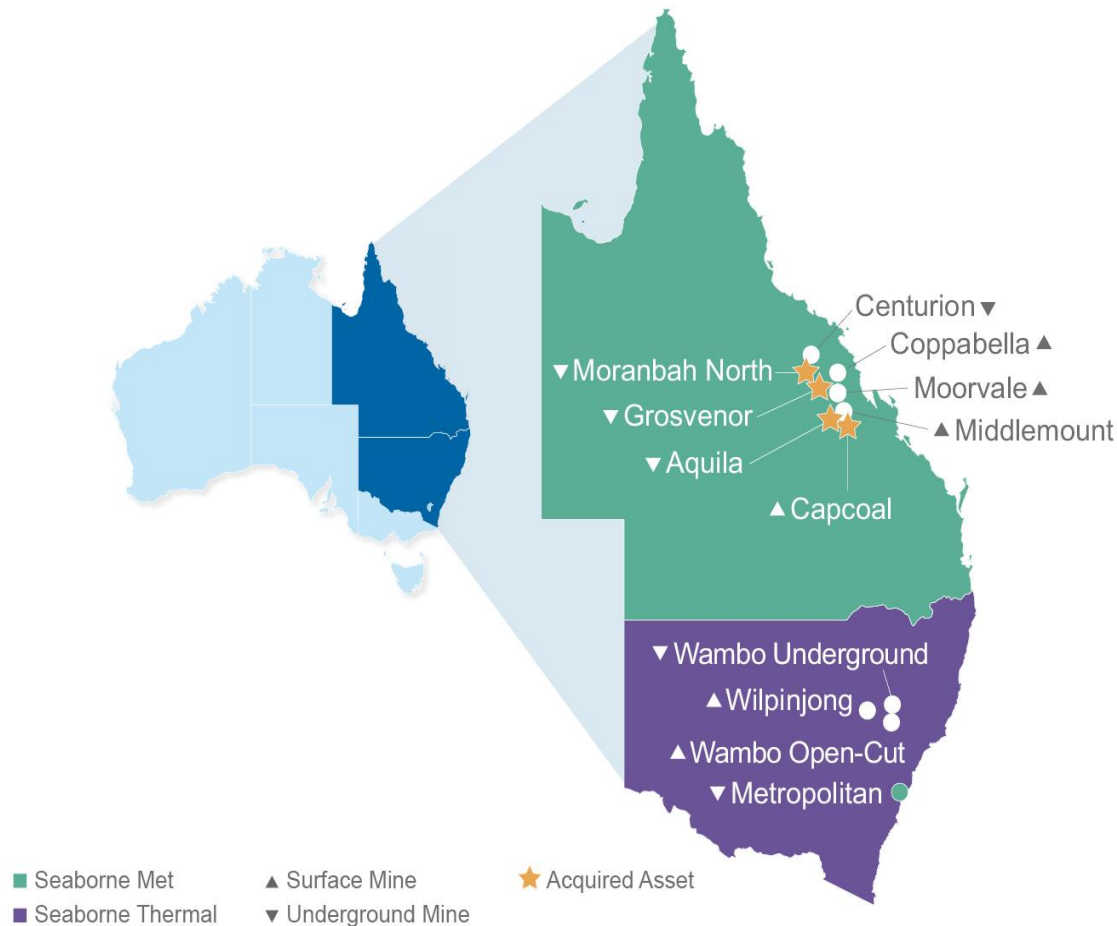 Centurion ▼
Coppabella ▲
▼ Moranbah North
Moorvale ▲
▼ Grosvenor
▲ Middlemount
▼ Aquila
▲ Capcoal
▼ Wambo Underground
▲ Wilpinjong
▲ Wambo Open-Cut
▼ Metropolitan
Seaborne Met
▲ Surface Mine
Acquired Asset
Seaborne Thermal
▼ Underground Mine